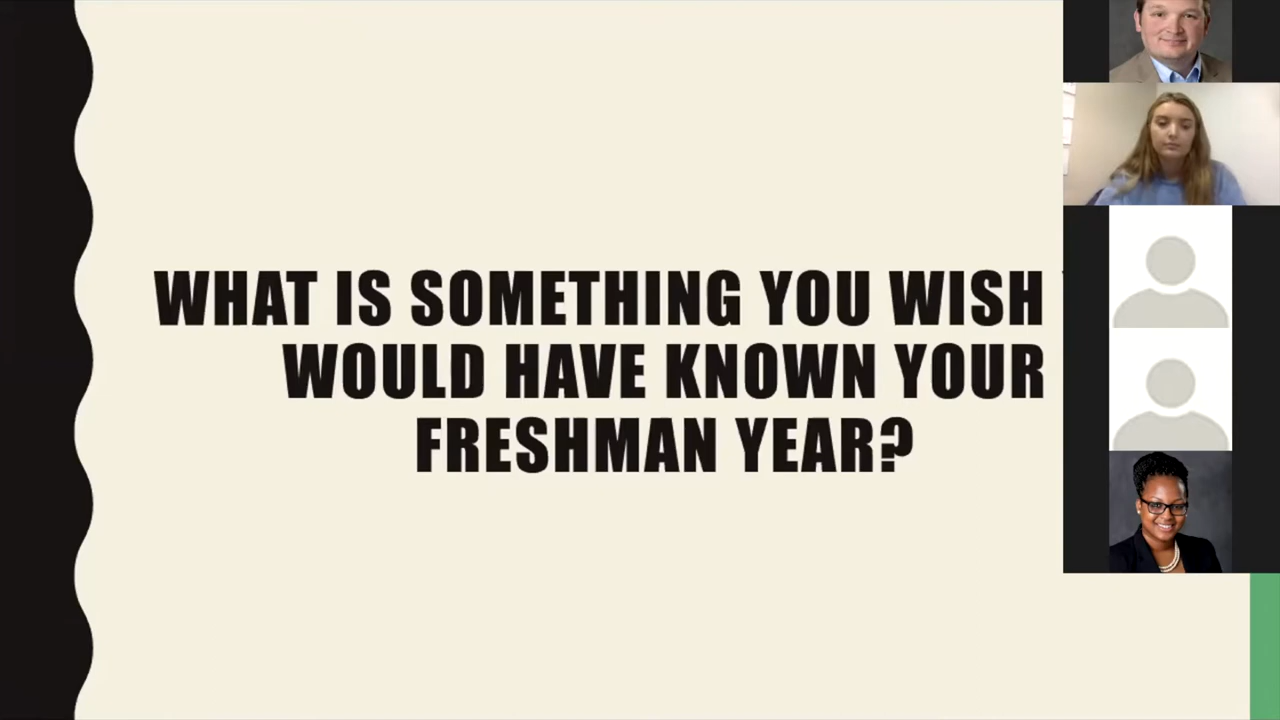 WHAT IS SOMETHING YOU WISH
WOULD HAVE KNOWN YOUR
FRESHMAN YEAR?